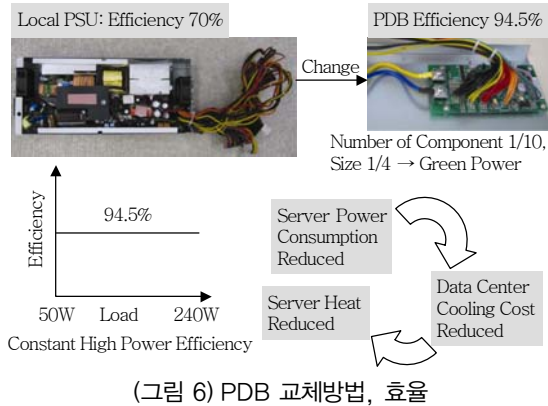 Local PSU: Efficiency 70%
PDB Efficiency 94.5%
Change
Number of Component 1/10,
Size 1/4 → Green Power
Efficiency
94.5%
50W Load 240W
Constant High Power Efficiency
Server Power
Consumption
Reduced
Data Center
Cooling Cost
Reduced
Server Heat
Reduced
(그림 6) PDB 교체방법, 효율